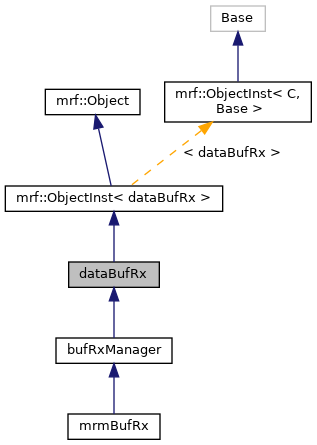 Base
mrf::ObjectInst< C,
Base >
mrf::Object
< dataBufRx >
mrf::ObjectInst< dataBufRx >
dataBufRx
bufRxManager
mrmBufRx